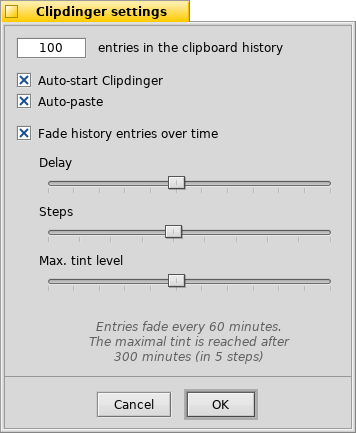 Clipdinger settings
100 entries in the clipboard history
Auto-start Clipdinger
Auto-paste
Fade history entries over time
Delay
Steps
Max. tint level
Entries fade every 60 minutes.
The maximal tint is reached after
300 minutes (in 5 steps)
Cancel OK